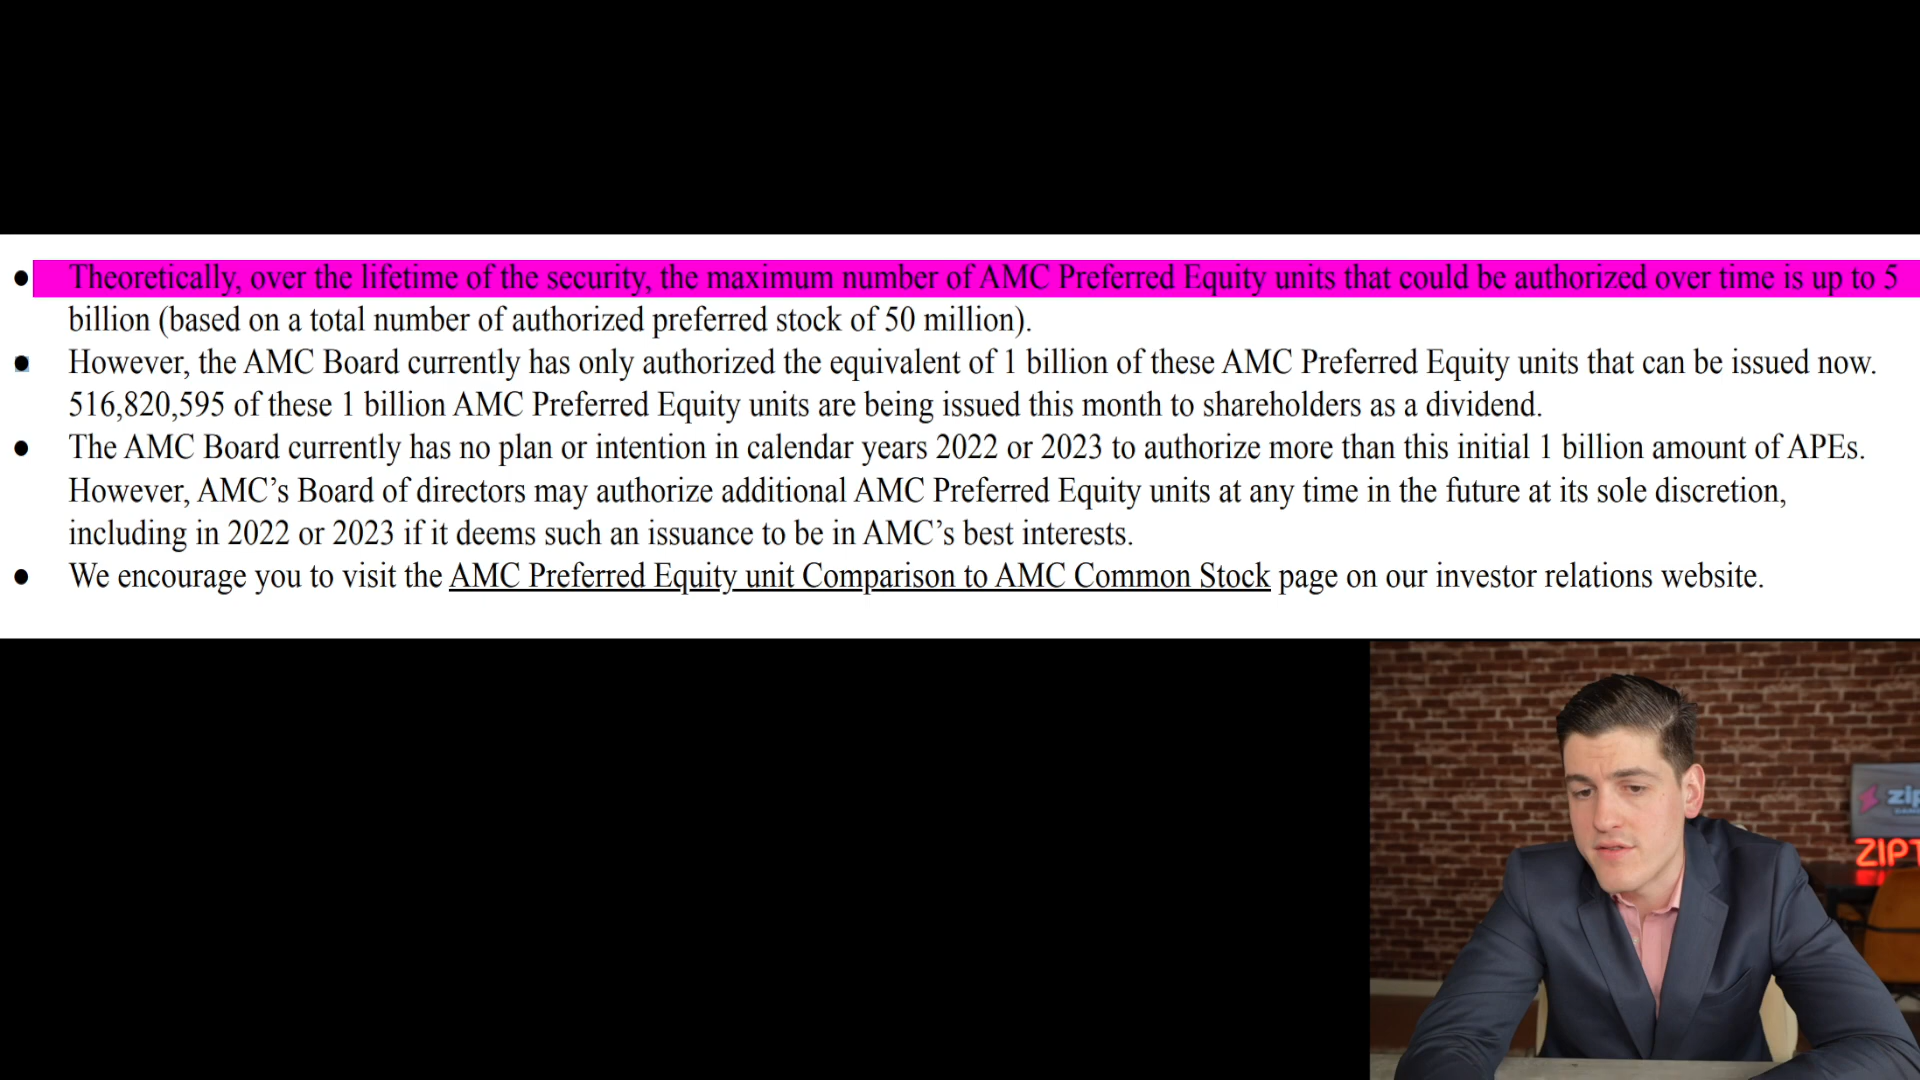 ● Theoretically, over the lifetime of the security, the maximum number of AMC Preferred Equity units that could be authorized over time is up to 5
billion (based on a total number of authorized preferred stock of 50 million).
● However, the AMC Board currently has only authorized the equivalent of 1 billion of these AMC Preferred Equity units that can be issued now.
516,820,595 of these 1 billion AMC Preferred Equity units are being issued this month to shareholders as a dividend.
● The AMC Board currently has no plan or intention in calendar years 2022 or 2023 to authorize more than this initial 1 billion amount of APEs.
However, AMC’s Board of directors may authorize additional AMC Preferred Equity units at any time in the future at its sole discretion,
including in 2022 or 2023 if it deems such an issuance to be in AMC’s best interests.
● We encourage you to visit the AMC Preferred Equity unit Comparison to AMC Common Stock page on our investor relations website.
zip
ZIPT